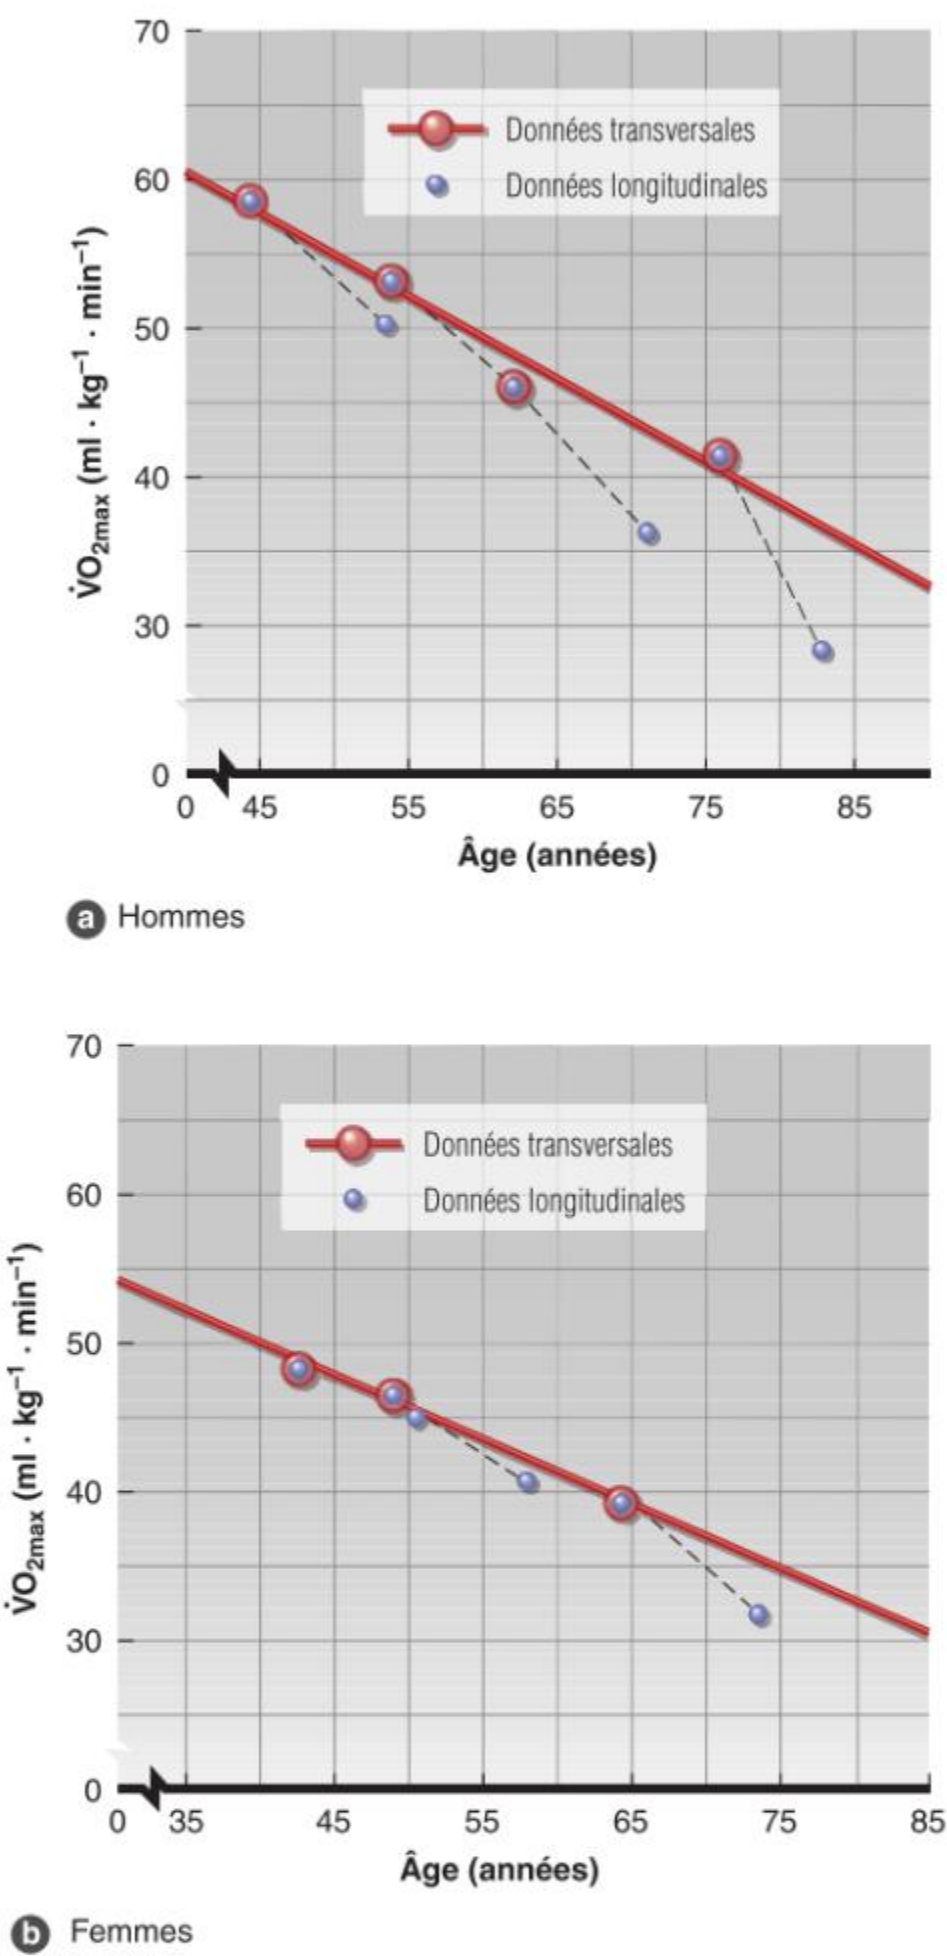 70
Données transversales
Données longitudinales
60
50
40
30
0
V̇O2max (ml · kg–1 · min–1)
0 45 55 65 75 85
Âge (années)
a Hommes
70
Données transversales
Données longitudinales
60
50
40
30
0
V̇O2max (ml · kg–1 · min–1)
0 35 45 55 65 75 85
Âge (années)
b Femmes